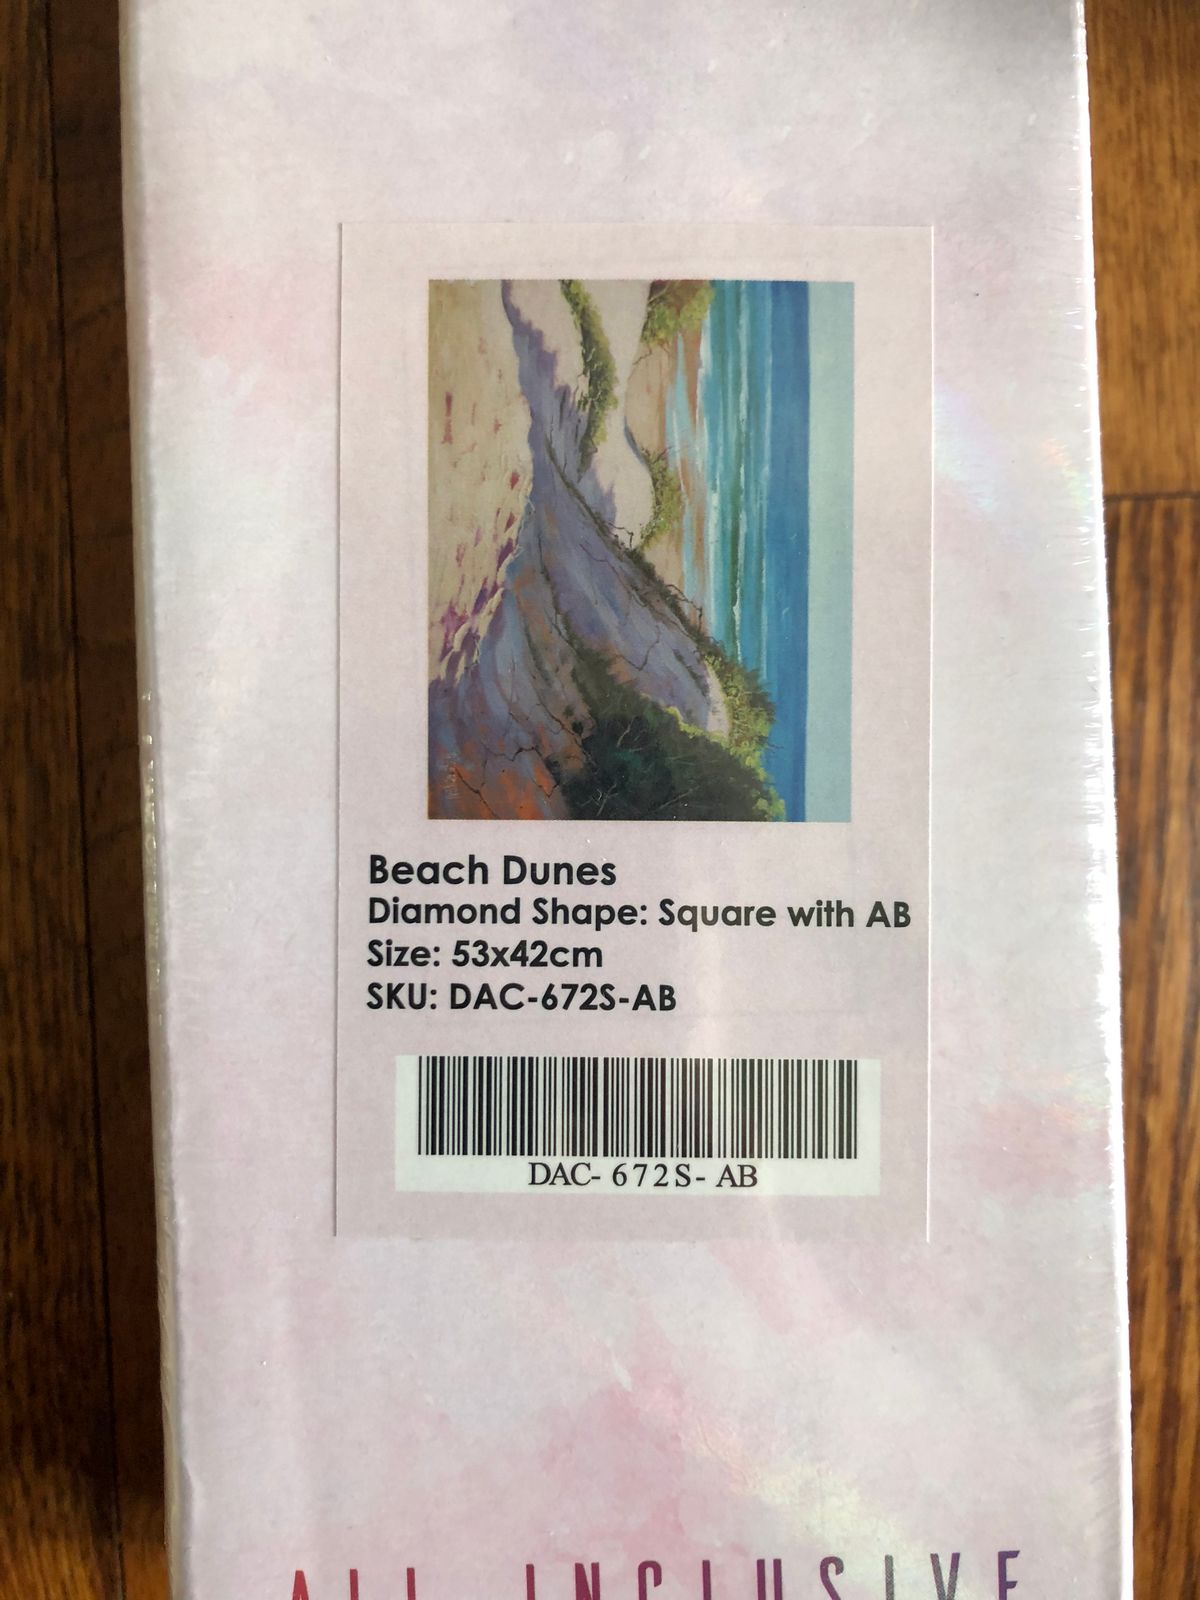 Beach Dunes
Diamond Shape: Square with AB
Size: 53x42cm
SKU: DAC-672S-AB
DAC- 672S- AB
ALL INCLUSIVE